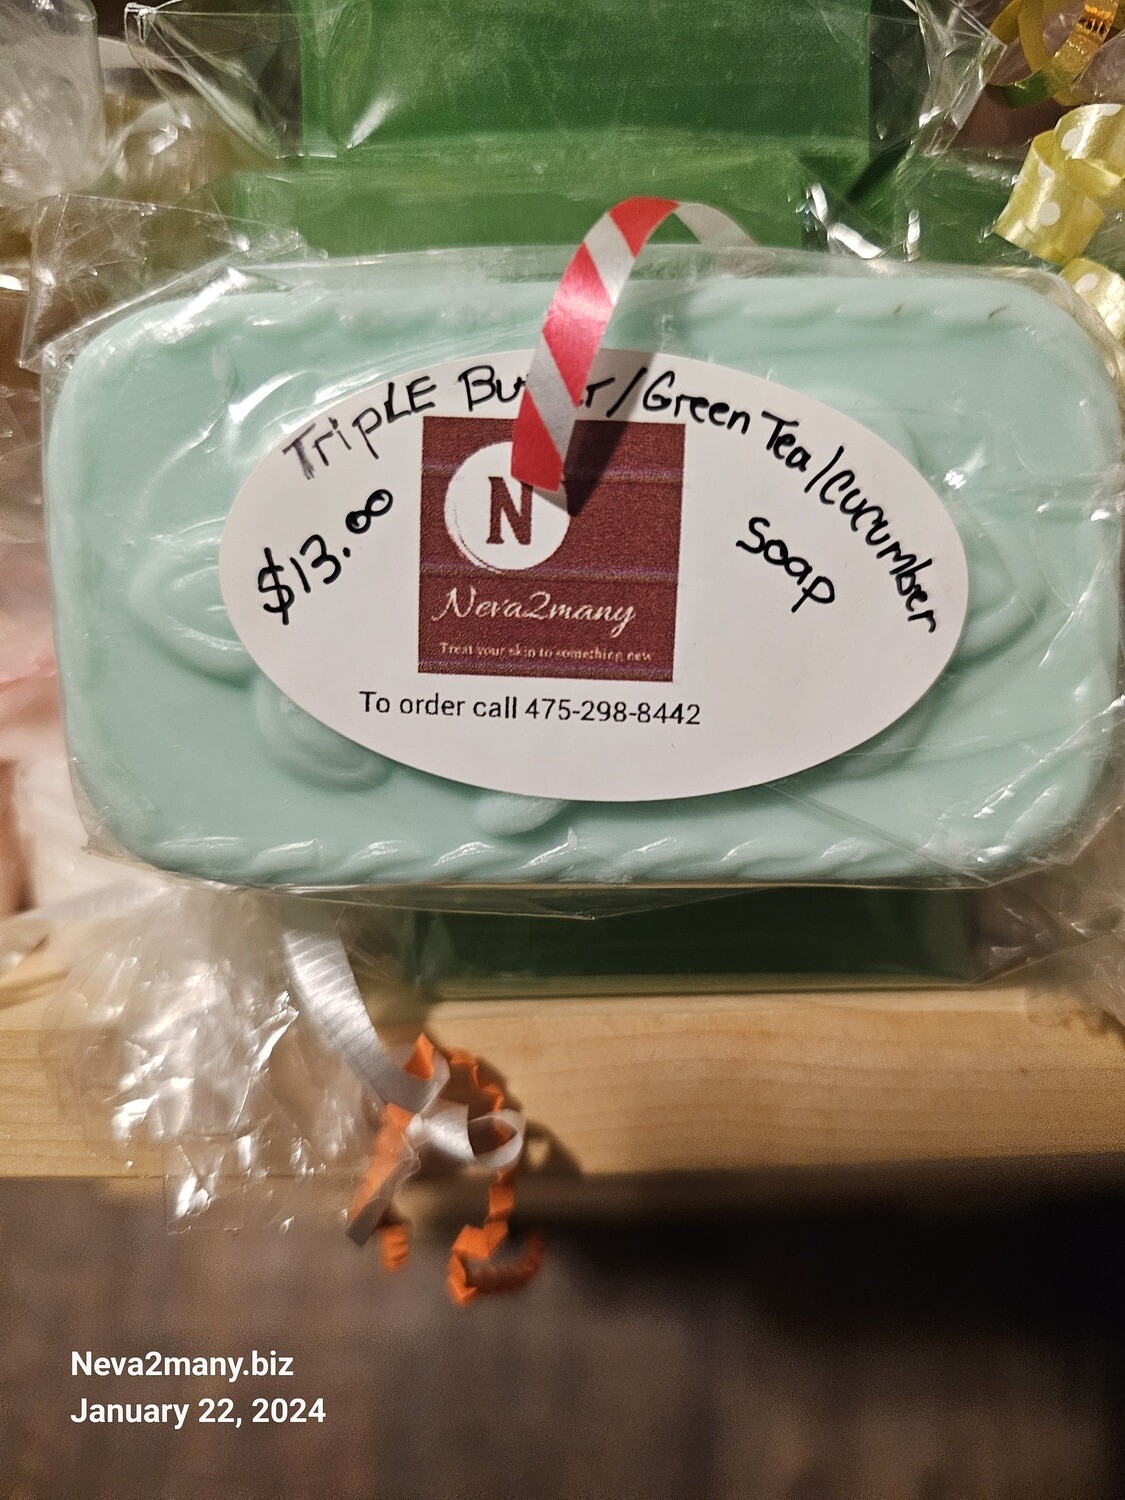 TripLE Butter/Green Tea/Cucumber
Soap
$13.00
N
Neva2many
Treat your skin to something new
To order call 475-298-8442
Neva2many.biz
January 22, 2024